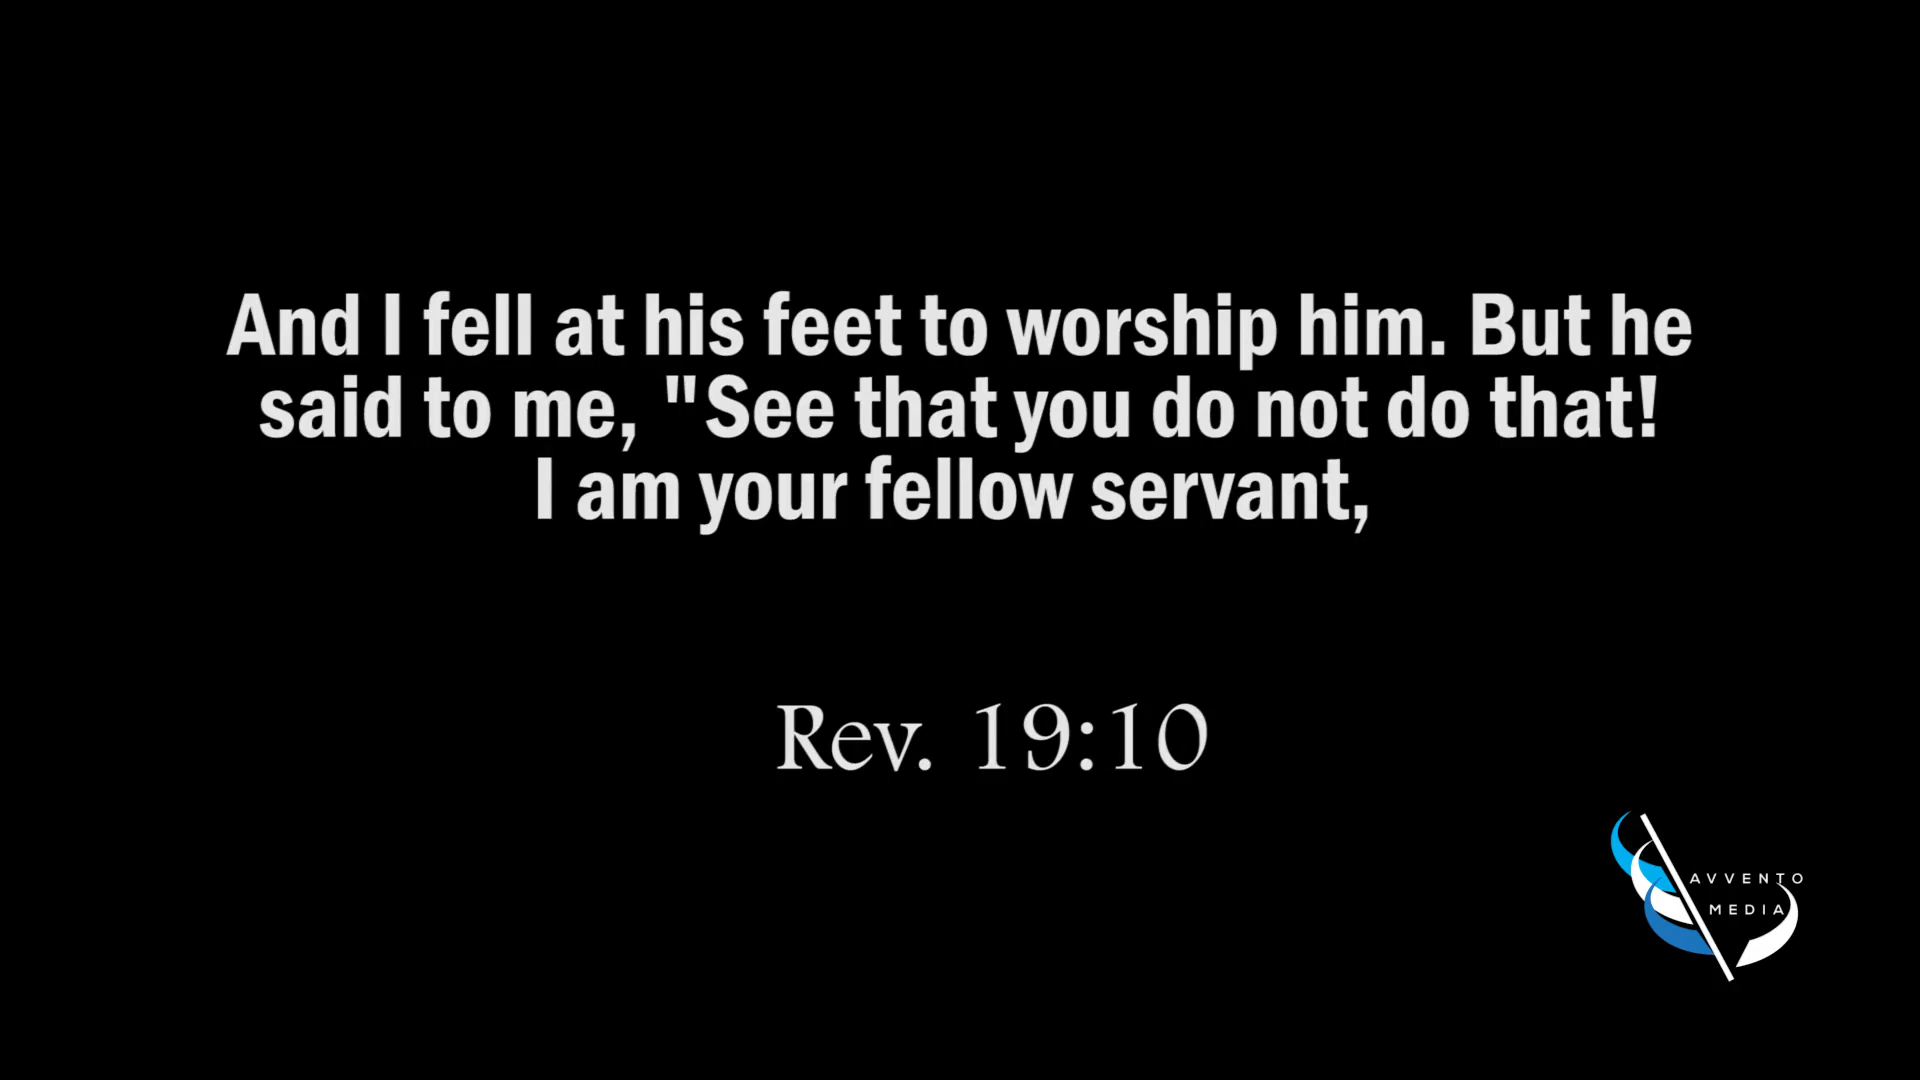 And I fell at his feet to worship him. But he
said to me, "See that you do not do that!
I am your fellow servant,
Rev. 19:10
AVVENTO
MEDIA